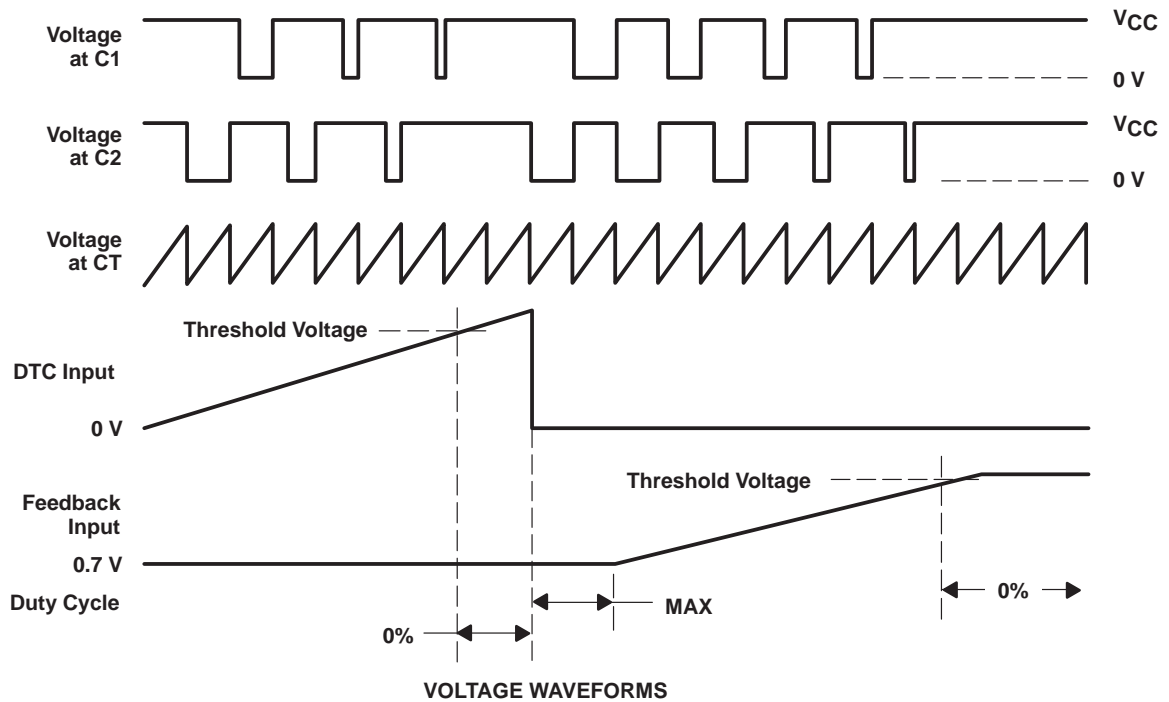 Voltage
at C1
VCC
0 V
Voltage
at C2
VCC
0 V
Voltage
at CT
Threshold Voltage
DTC Input
0 V
Threshold Voltage
Feedback
Input
0.7 V
Duty Cycle
0%
MAX
0%
VOLTAGE WAVEFORMS